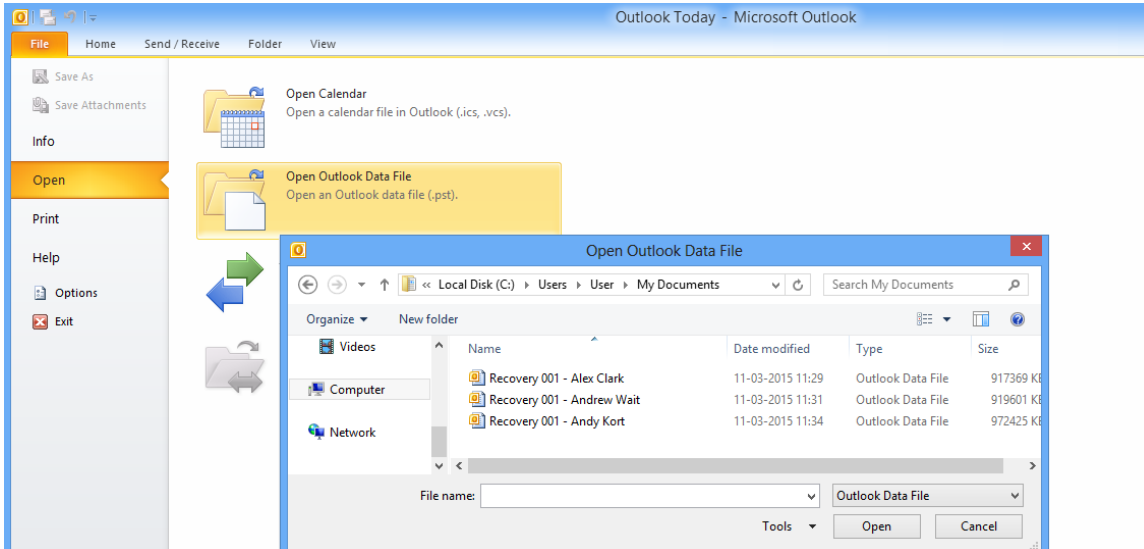 Outlook Today - Microsoft Outlook
File Home Send / Receive Folder View
Save As
Save Attachments
Info
Open
Print
Help
Options
Exit
Open Calendar
Open a calendar file in Outlook (.ics, .vcs).
Open Outlook Data File
Open an Outlook data file (.pst).
Open Outlook Data File
« Local Disk (C:) Users User My Documents Search My Documents
Organize New folder
Videos
Computer
Network
Name Date modified Type Size
Recovery 001 - Alex Clark 11-03-2015 11:29 Outlook Data File 917369 KB
Recovery 001 - Andrew Wait 11-03-2015 11:31 Outlook Data File 919601 KB
Recovery 001 - Andy Kort 11-03-2015 11:34 Outlook Data File 972425 KB
File name: Outlook Data File
Tools Open Cancel